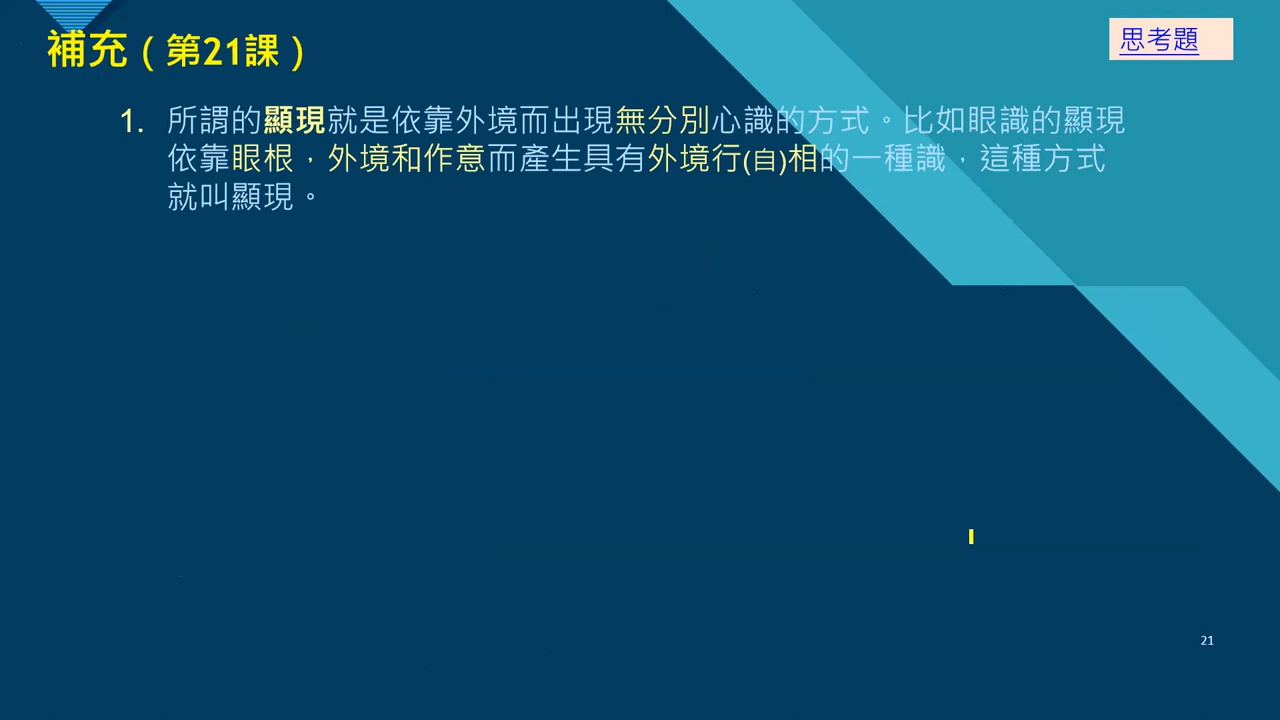 補充（第21課）
思考題
1. 所謂的顯現就是依靠外境而出現無分別心識的方式。比如眼識的顯現
依靠眼根，外境和作意而產生具有外境行(自)相的一種識，這種方式
就叫顯現。
21